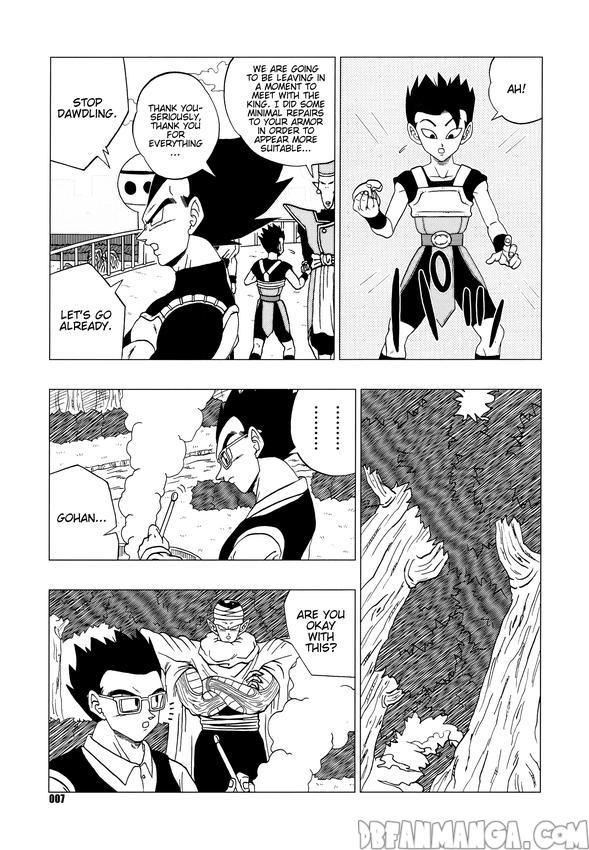 AH!
WE ARE GOING
TO BE LEAVING IN
A MOMENT TO
MEET WITH THE
KING. I DID SOME
MINIMAL REPAIRS
TO YOUR ARMOR
IN ORDER TO
APPEAR MORE
SUITABLE...
THANK YOU-
SERIOUSLY,
THANK YOU
FOR
EVERYTHING
...
STOP
DAWDLING.
LET'S GO
ALREADY.
.......
GOHAN...
ARE YOU
OKAY
WITH
THIS?
007
DBFANMANGA.COM